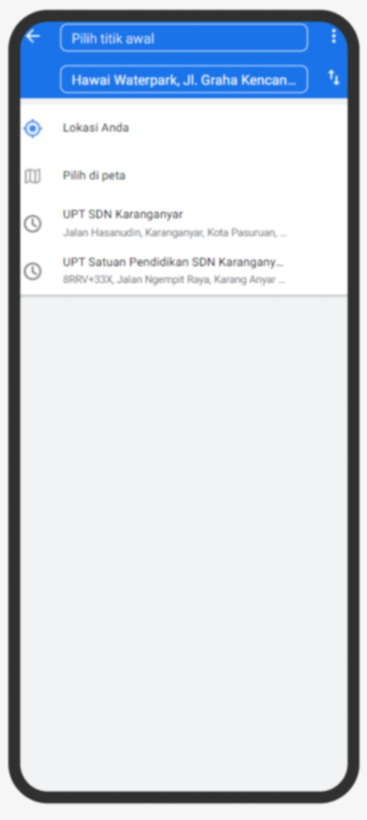 Pilih titik awal
Hawai Waterpark, Jl. Graha Kencan...
Lokasi Anda
Pilih di peta
UPT SDN Karanganyar
Jalan Hasanudin, Karanganyar, Kota Pasuruan, ...
UPT Satuan Pendidikan SDN Karangany...
8RRV+33X, Jalan Ngempit Raya, Karang Anyar ...